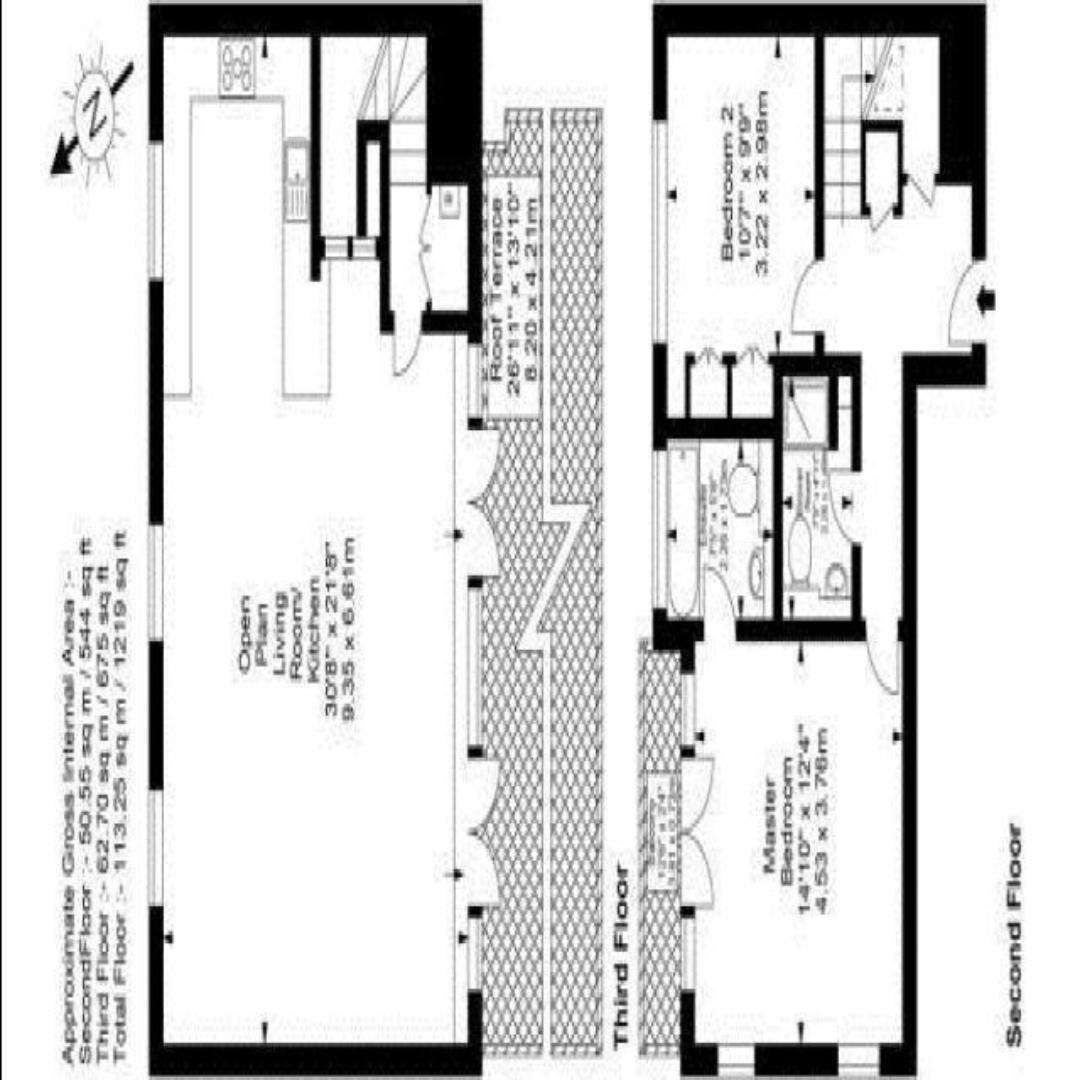 Approximate Gross Internal Area :-
SecondFloor :- 50.55 sq m / 544 sq ft
Third Floor :- 62.70 sq m / 675 sq ft
Total Floor :- 113.25 sq m / 1219 sq ft
N
Open
Plan
Living
Room/
Kitchen
30'8" x 21'8"
9.35 x 6.61m
Roof Terrace
26'11" x 13'10"
8.20 x 4.21m
Third Floor
Bedroom 2
10'7" x 9'9"
3.22 x 2.98m
Master
Bedroom
14'10" x 12'4"
4.53 x 3.76m
Second Floor